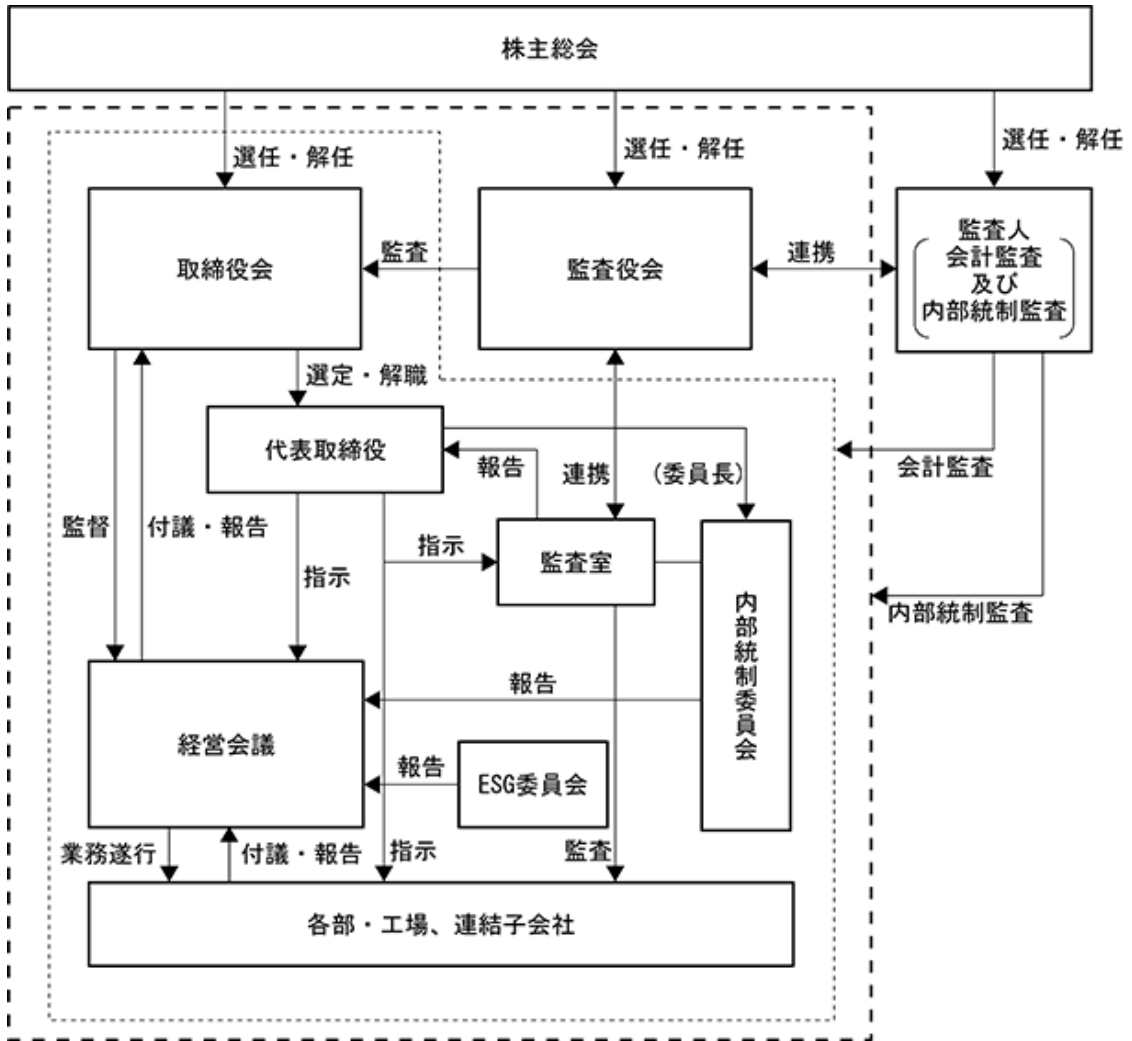 株主総会
選任・解任
選任・解任
選任・解任
取締役会
監査
監査役会
連携
監査人
会計監査
及び
内部統制監査
選定・解職
代表取締役
報告
連携
(委員長)
会計監査
監督
付議・報告
指示
指示
監査室
内部統制監査
内部統制委員会
報告
経営会議
報告
ESG委員会
業務遂行
付議・報告
指示
監査
各部・工場、連結子会社